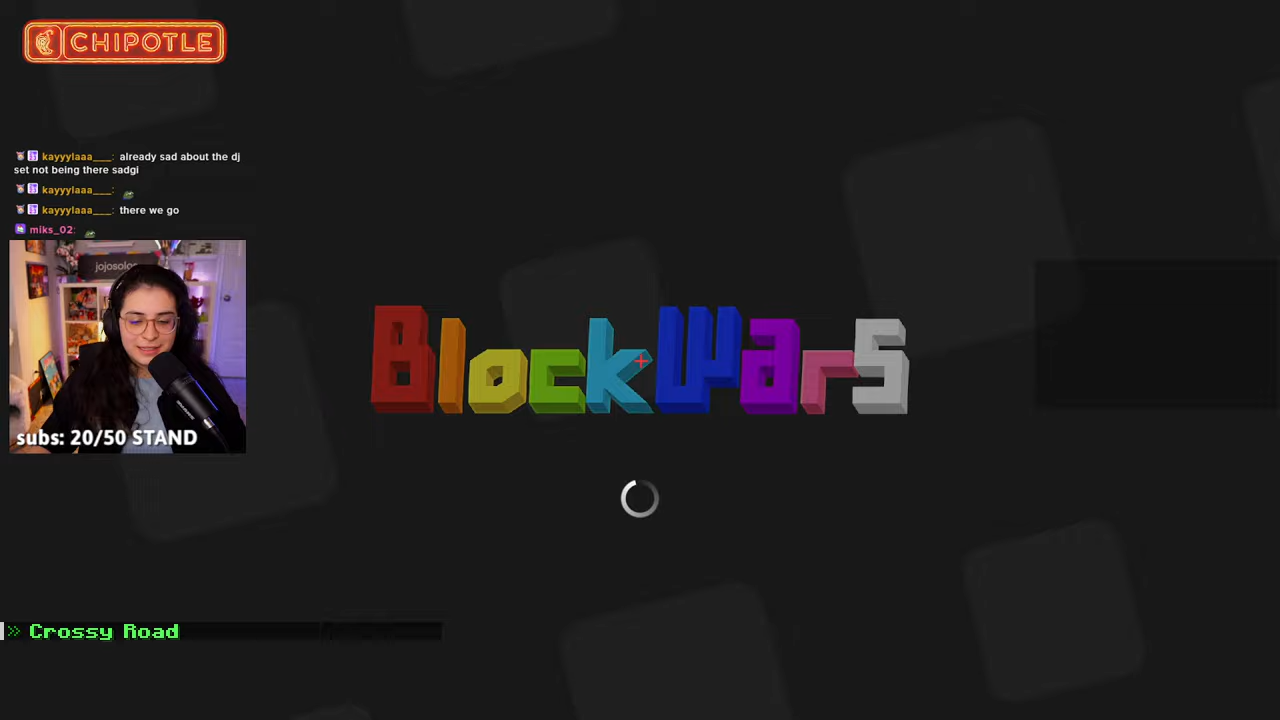 CHIPOTLE
kayyylaaa___: already sad about the dj
set not being there sadgi
kayyylaaa___:
kayyylaaa___: there we go
miks_02:
jojosolos
subs: 20/50 STAND
BlockWars
» Crossy Road